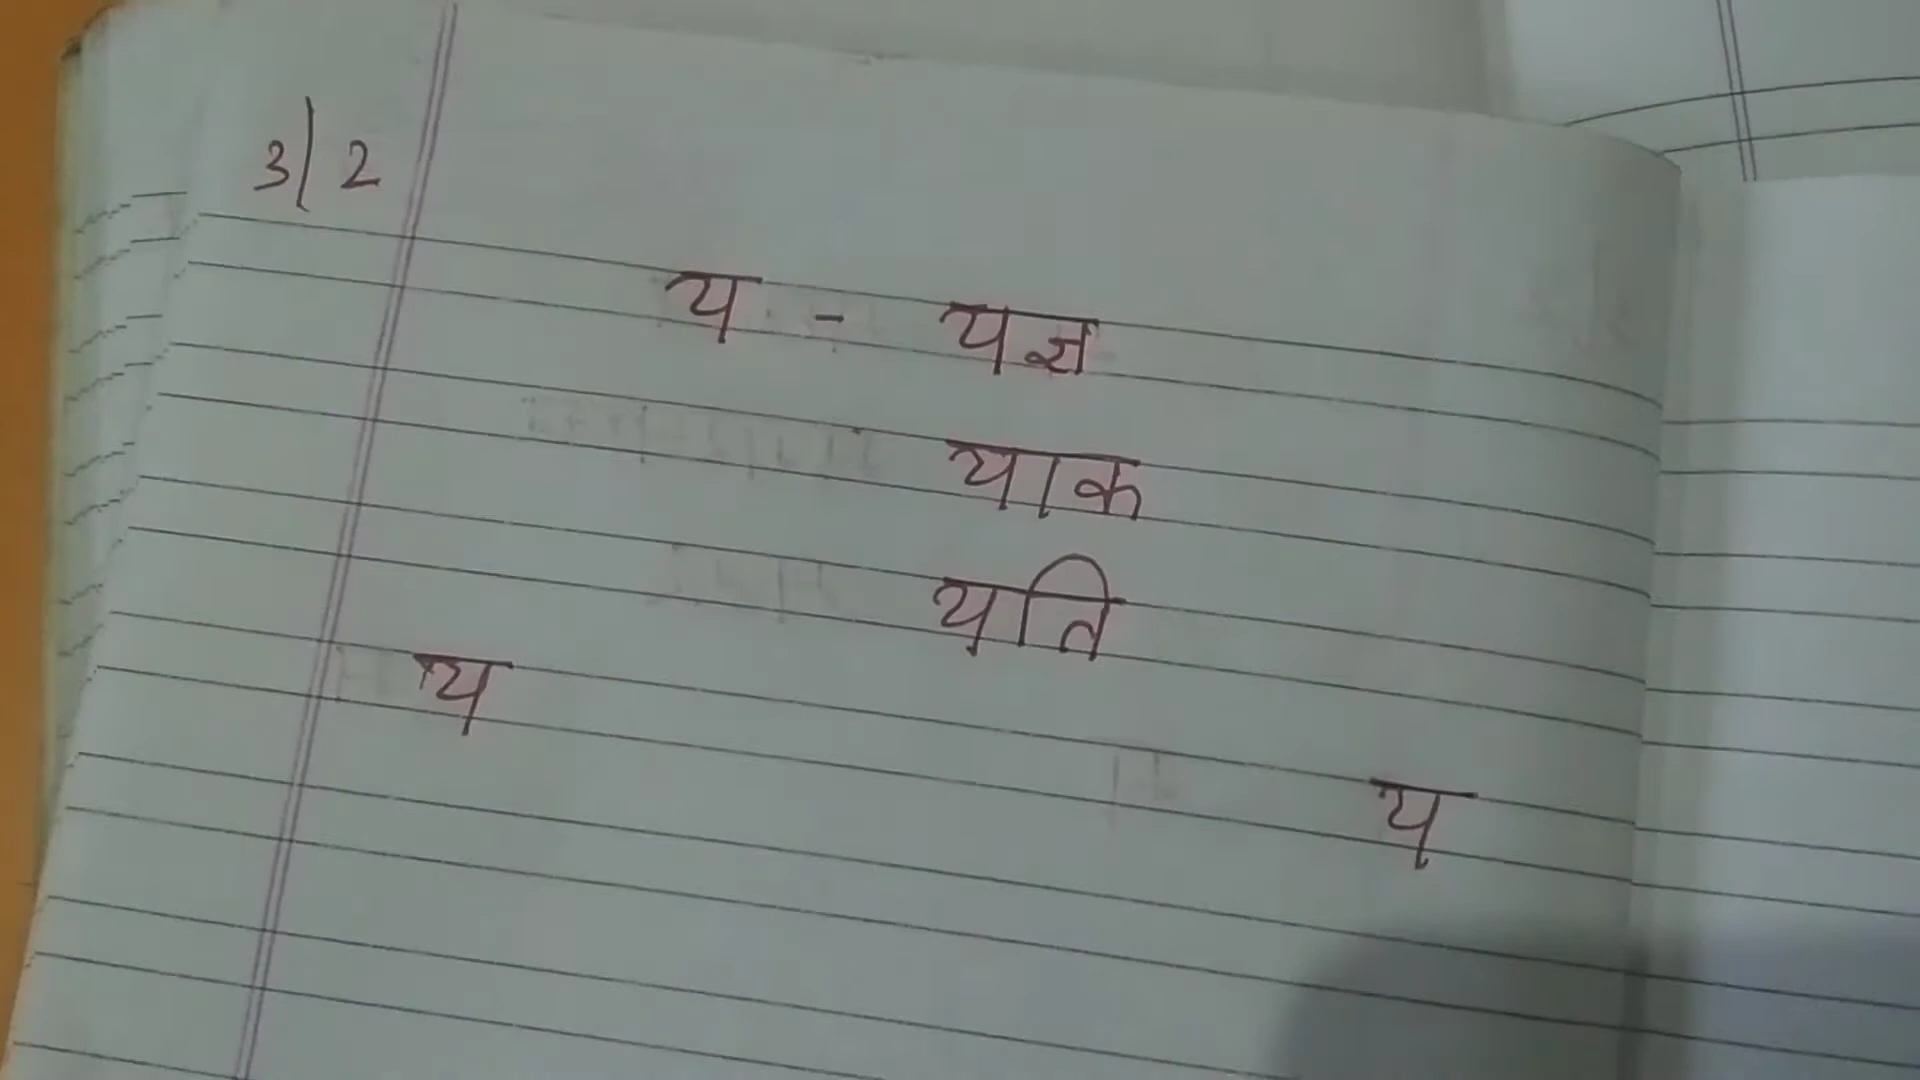 3/2
य - यज्ञ
याक
यति
य य